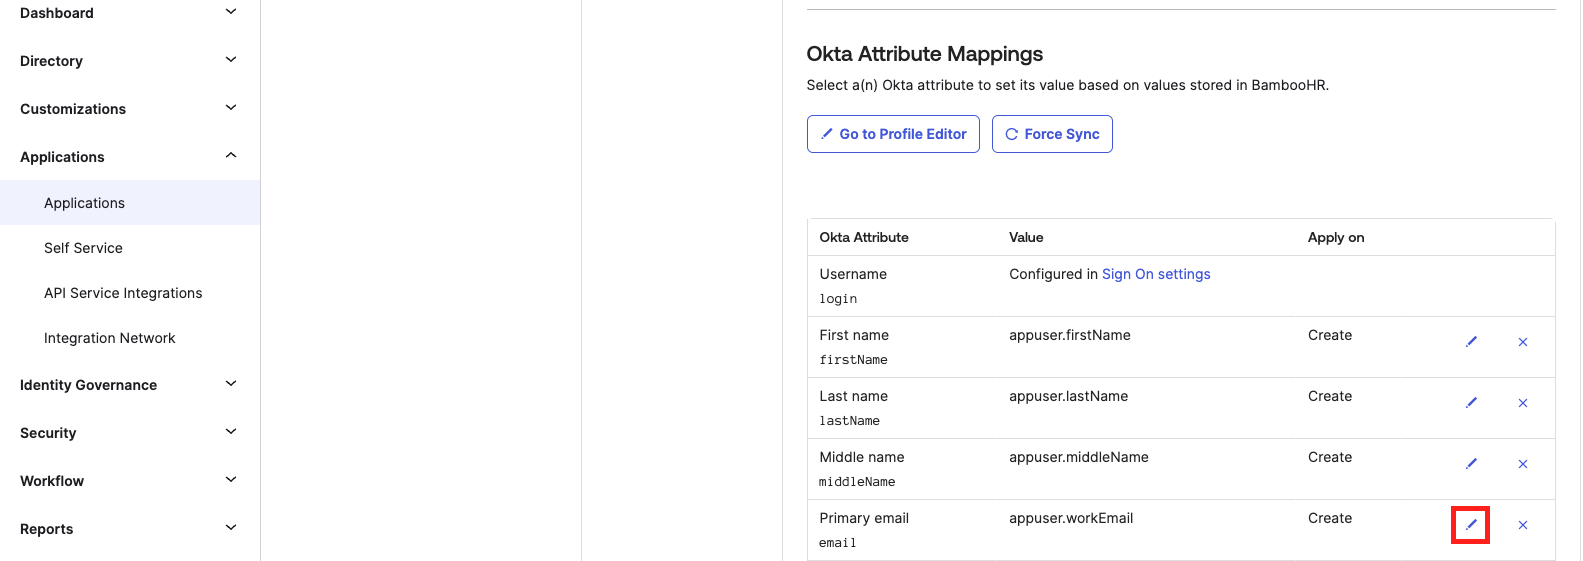 Dashboard
Directory
Customizations
Applications
Applications
Self Service
API Service Integrations
Integration Network
Identity Governance
Security
Workflow
Reports
Okta Attribute Mappings
Select a(n) Okta attribute to set its value based on values stored in BambooHR.
Go to Profile Editor Force Sync
Okta Attribute Value Apply on
Username Configured in Sign On settings
login
First name appuser.firstName Create
firstName
Last name appuser.lastName Create
lastName
Middle name appuser.middleName Create
middleName
Primary email appuser.workEmail Create
email